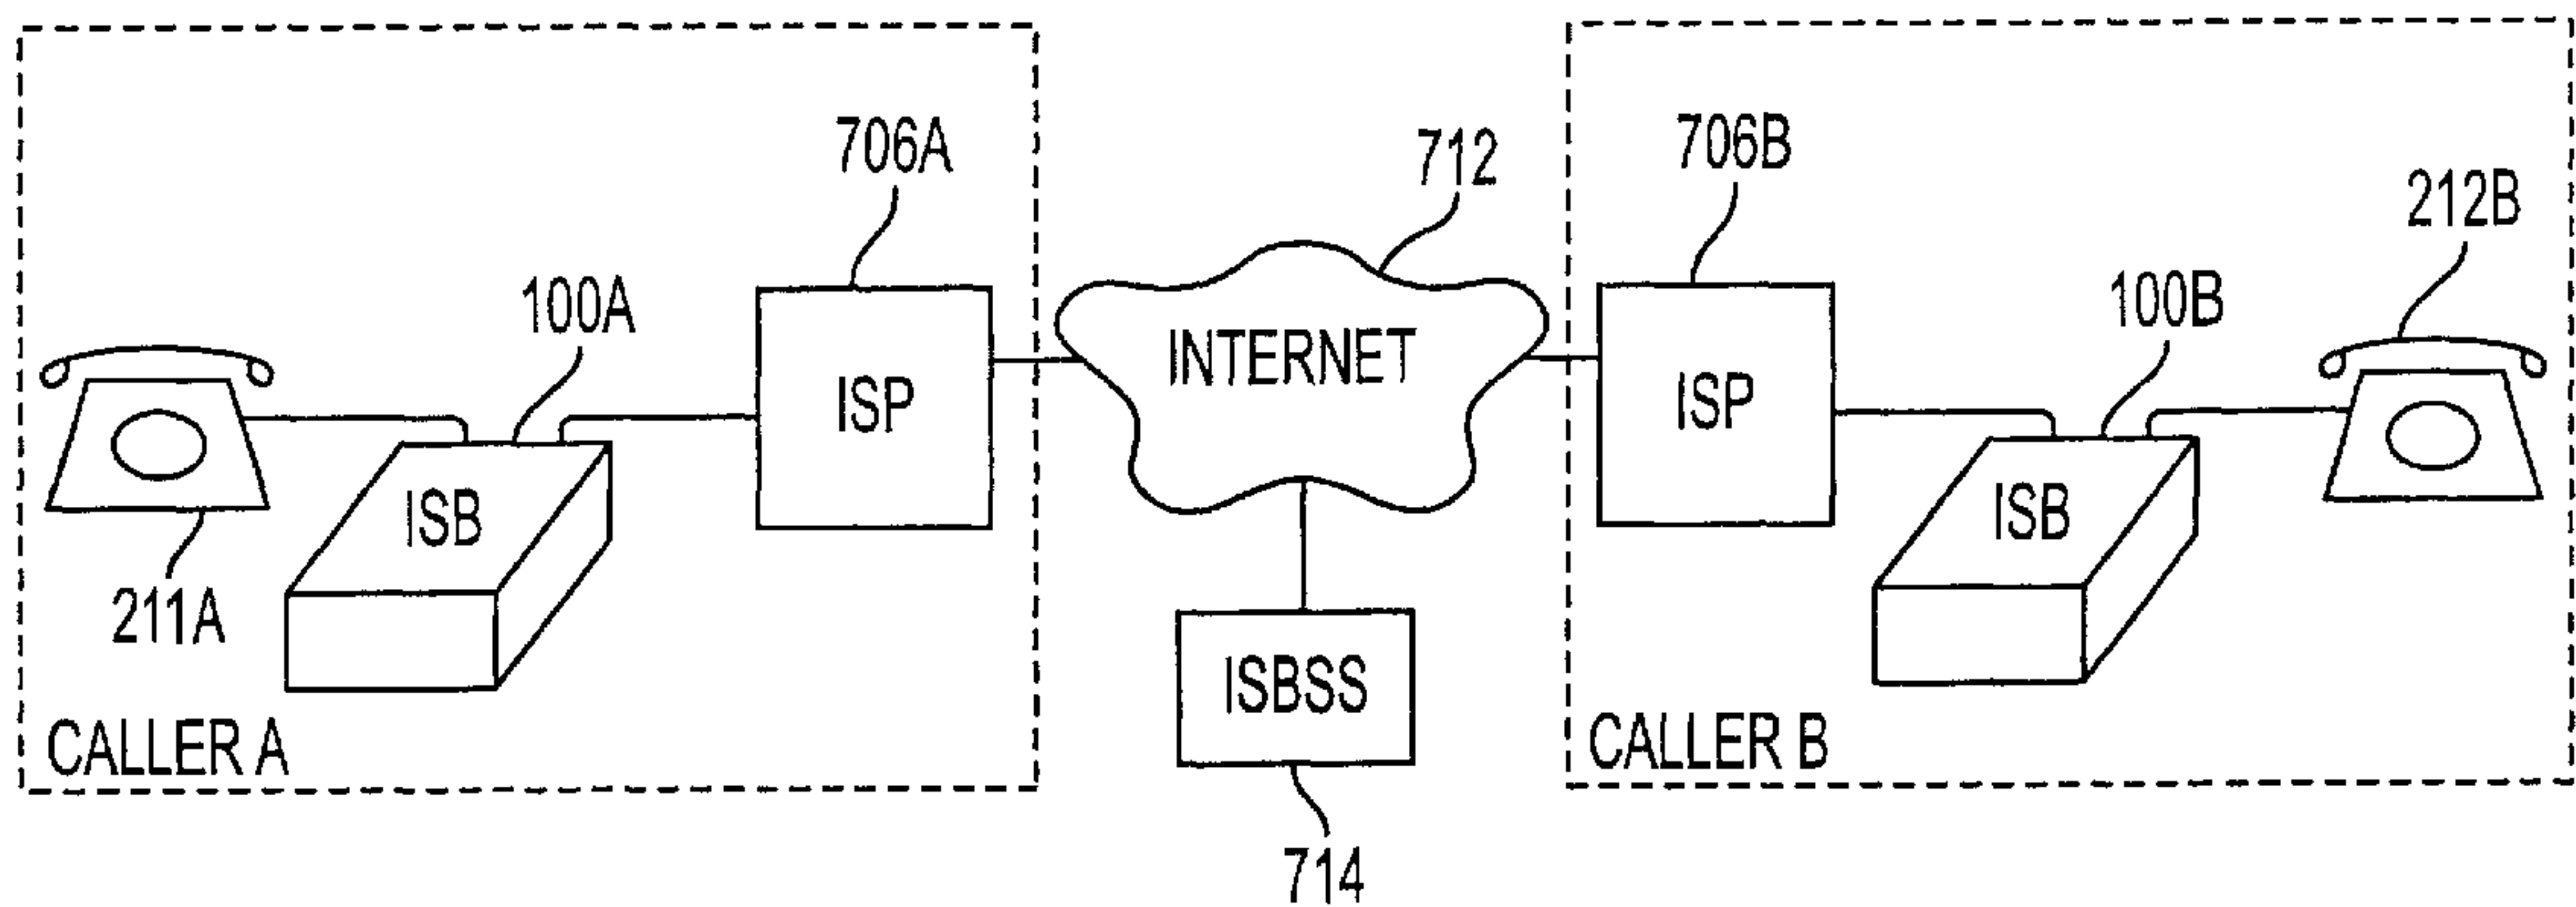 706A
712
706B
212B
100A
100B
INTERNET
ISP
ISP
ISB
ISB
211A
ISBSS
CALLER A
CALLER B
714